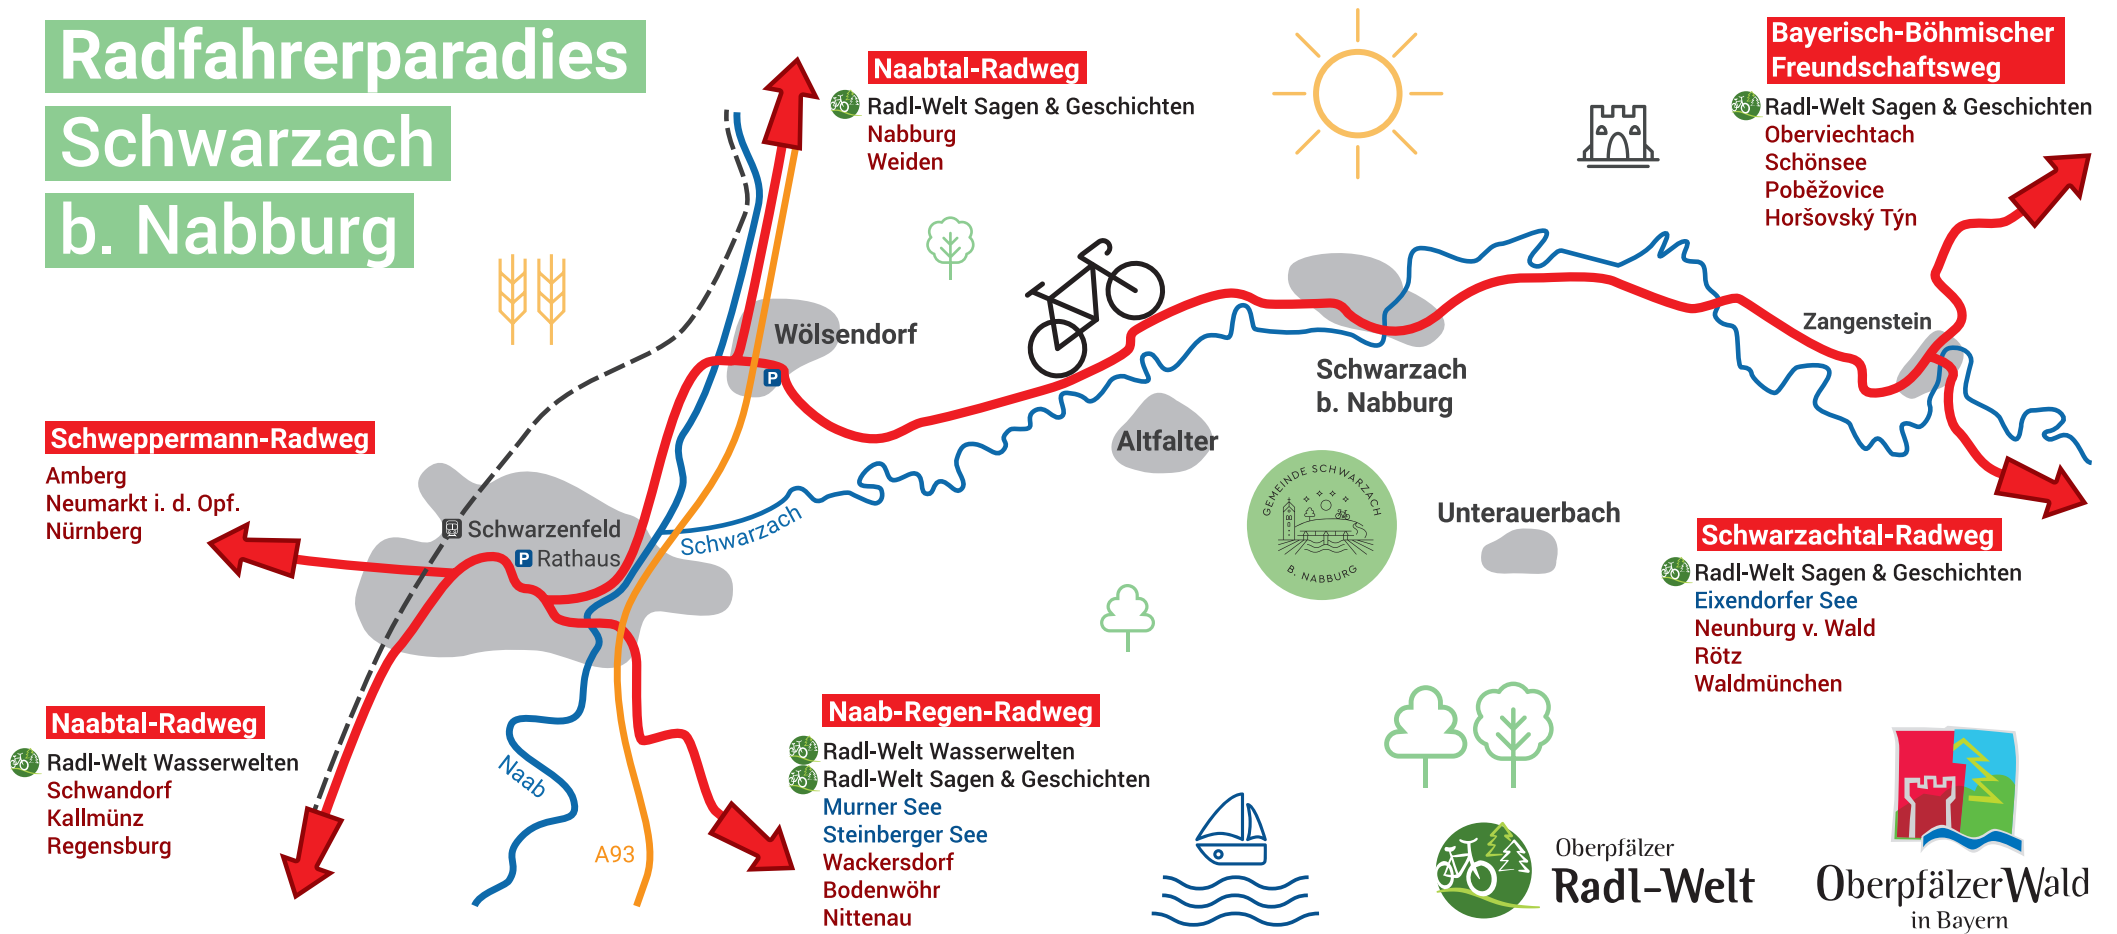 Radfahrerparadies
Schwarzach
b. Nabburg
Naabtal-Radweg
Radl-Welt Sagen & Geschichten
Nabburg
Weiden
Bayerisch-Böhmischer
Freundschaftsweg
Radl-Welt Sagen & Geschichten
Oberviechtach
Schönsee
Poběžovice
Horšovský Týn
Wölsendorf
P
Zangenstein
Schwarzach
b. Nabburg
Altfalter
Schweppermann-Radweg
Amberg
Neumarkt i. d. Opf.
Nürnberg
Schwarzenfeld
P Rathaus
Schwarzach
GEMEINDE SCHWARZACH
B. NABBURG
Unterauerbach
Schwarzachtal-Radweg
Radl-Welt Sagen & Geschichten
Eixendorfer See
Neunburg v. Wald
Rötz
Waldmünchen
Naabtal-Radweg
Radl-Welt Wasserwelten
Schwandorf
Kallmünz
Regensburg
Naab
A93
Naab-Regen-Radweg
Radl-Welt Wasserwelten
Radl-Welt Sagen & Geschichten
Murner See
Steinberger See
Wackersdorf
Bodenwöhr
Nittenau
Oberpfälzer
Radl-Welt
OberpfälzerWald
in Bayern